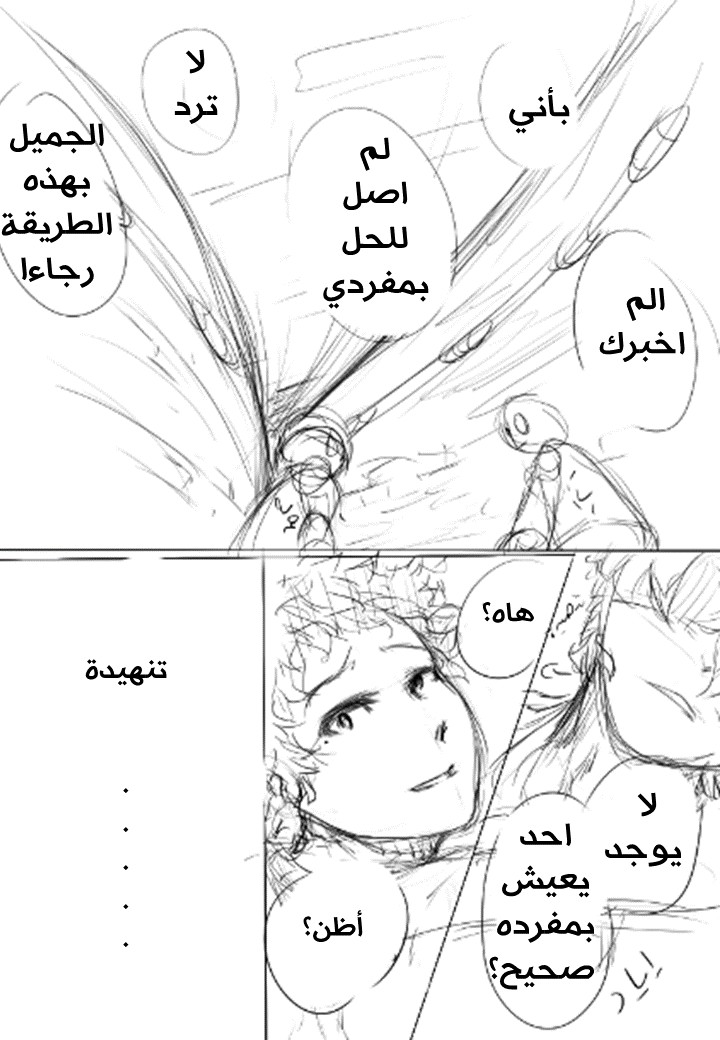 الم
اخبرك
بأني
لم
اصل
للحل
بمفردي
لا
ترد
الجميل
بهذه
الطريقة
رجاءا
لا
يوجد
احد
يعيش
بمفرده
صحيح؟
اياد
هاه؟
أظن؟
تنهيدة
.
.
.
.
.